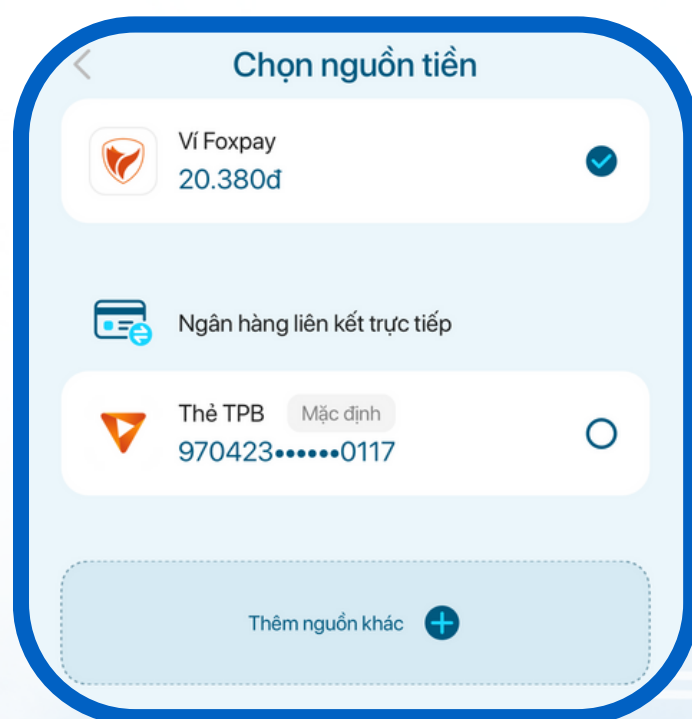 Chọn nguồn tiền
Ví Foxpay
20.380đ
Ngân hàng liên kết trực tiếp
Thẻ TPB Mặc định
970423••••••0117
Thêm nguồn khác